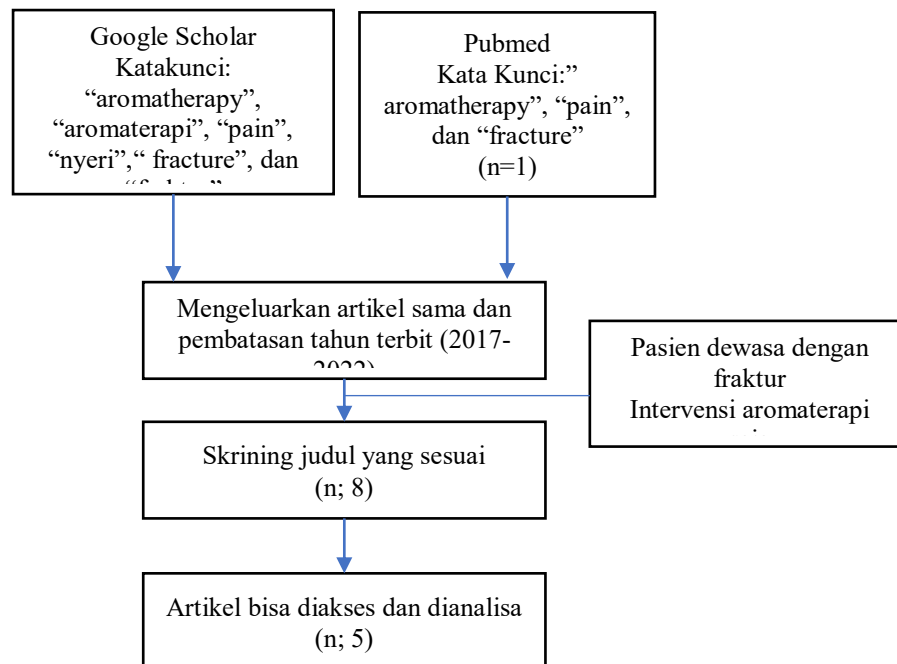 Google Scholar
Katakunci:
“aromatherapy”,
“aromaterapi”, “pain”,
“nyeri”,“ fracture”, dan
Pubmed
Kata Kunci:”
aromatherapy”, “pain”,
dan “fracture”
(n=1)
Mengeluarkan artikel sama dan
pembatasan tahun terbit (2017-
2022)
Pasien dewasa dengan
fraktur
Intervensi aromaterapi
Skrining judul yang sesuai
(n; 8)
Artikel bisa diakses dan dianalisa
(n; 5)